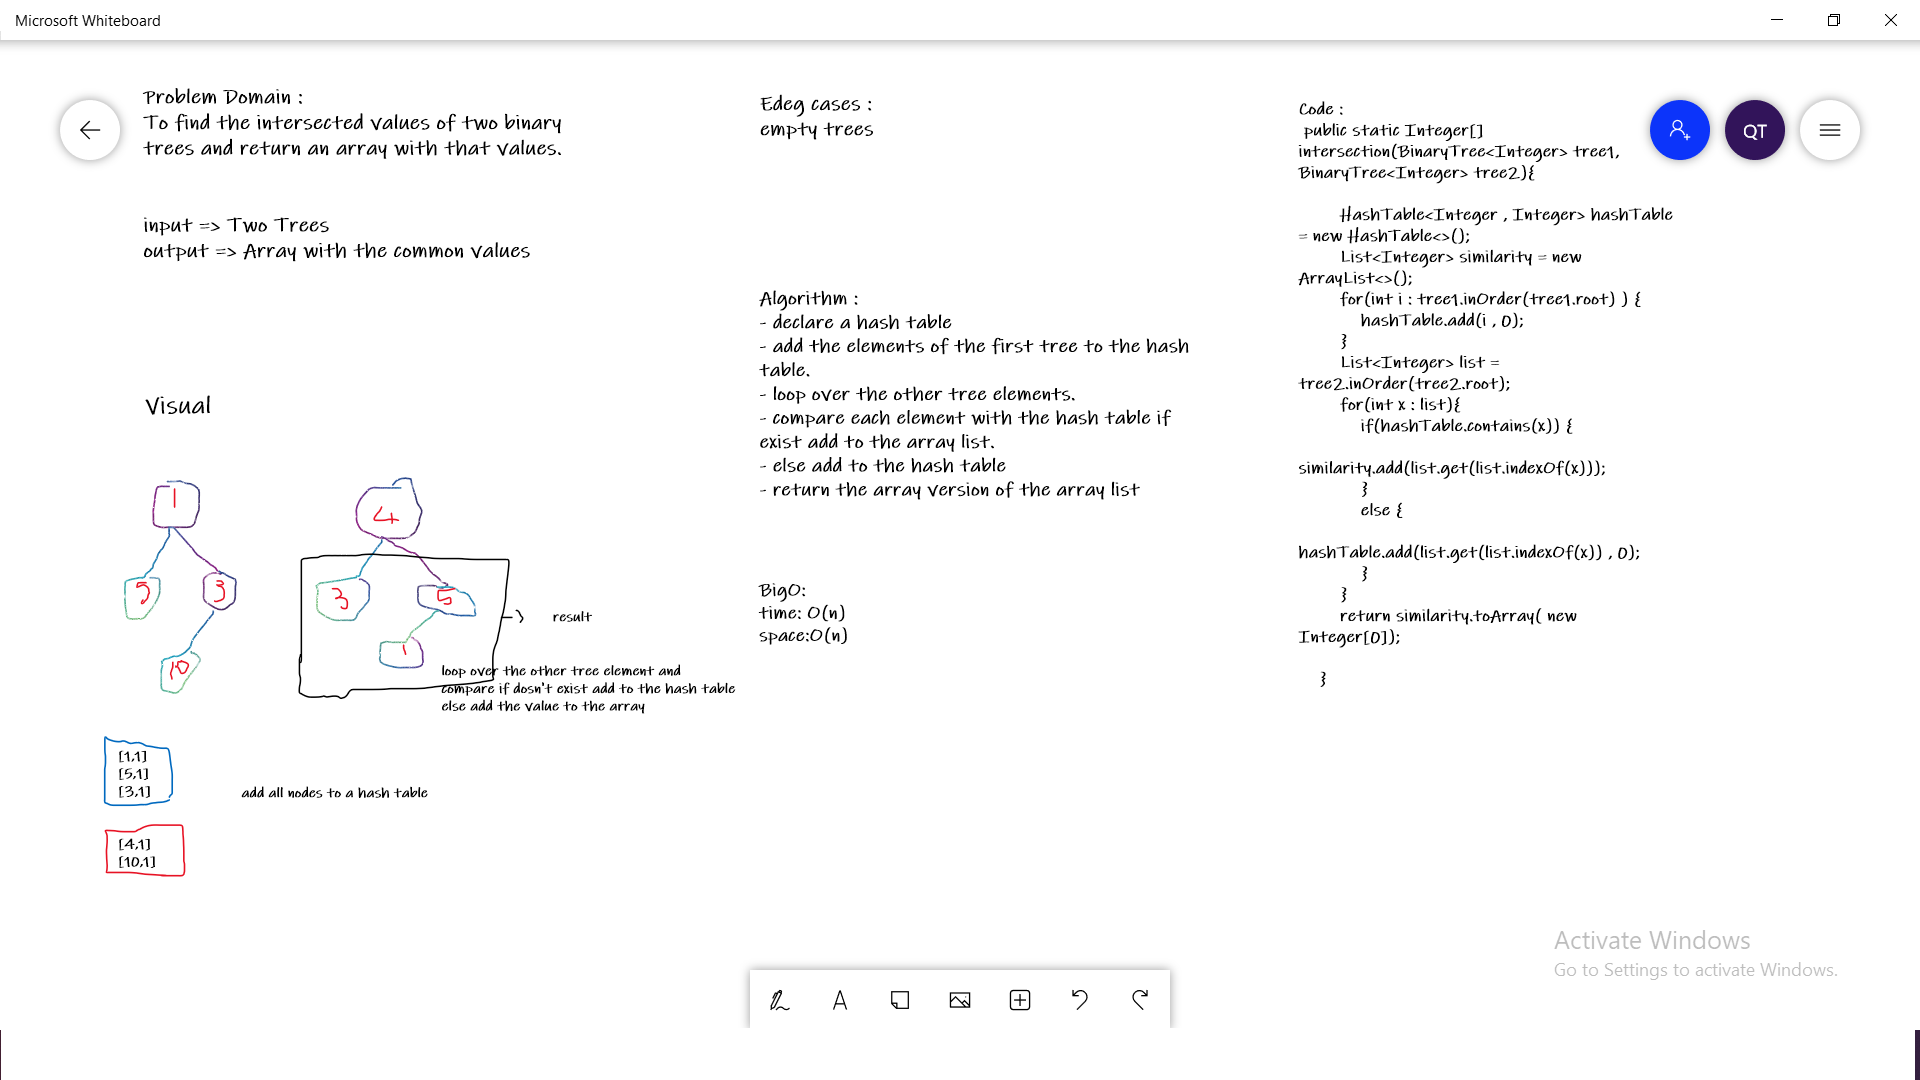 Microsoft Whiteboard
Problem Domain :
To find the intersected values of two binary
trees and return an array with that values.
input => Two Trees
output => Array with the common values
Visual
1
5
3
10
4
3
5
1
result
loop over the other tree element and
compare if dosn't exist add to the hash table
else add the value to the array
[1,1]
[5,1]
[3,1]
add all nodes to a hash table
[4,1]
[10,1]
Edeg cases :
empty trees
Algorithm :
- declare a hash table
- add the elements of the first tree to the hash
table.
- loop over the other tree elements.
- compare each element with the hash table if
exist add to the array list.
- else add to the hash table
- return the array version of the array list
BigO:
time: O(n)
space:O(n)
Code :
public static Integer[]
intersection(BinaryTree<Integer> tree1,
BinaryTree<Integer> tree2){
HashTable<Integer , Integer> hashTable
= new HashTable<>();
List<Integer> similarity = new
ArrayList<>();
for(int i : tree1.inOrder(tree1.root) ) {
hashTable.add(i , 0);
}
List<Integer> list =
tree2.inOrder(tree2.root);
for(int x : list){
if(hashTable.contains(x)) {
similarity.add(list.get(list.indexOf(x)));
}
else {
hashTable.add(list.get(list.indexOf(x)) , 0);
}
}
return similarity.toArray( new
Integer[0]);
}
QT
Activate Windows
Go to Settings to activate Windows.